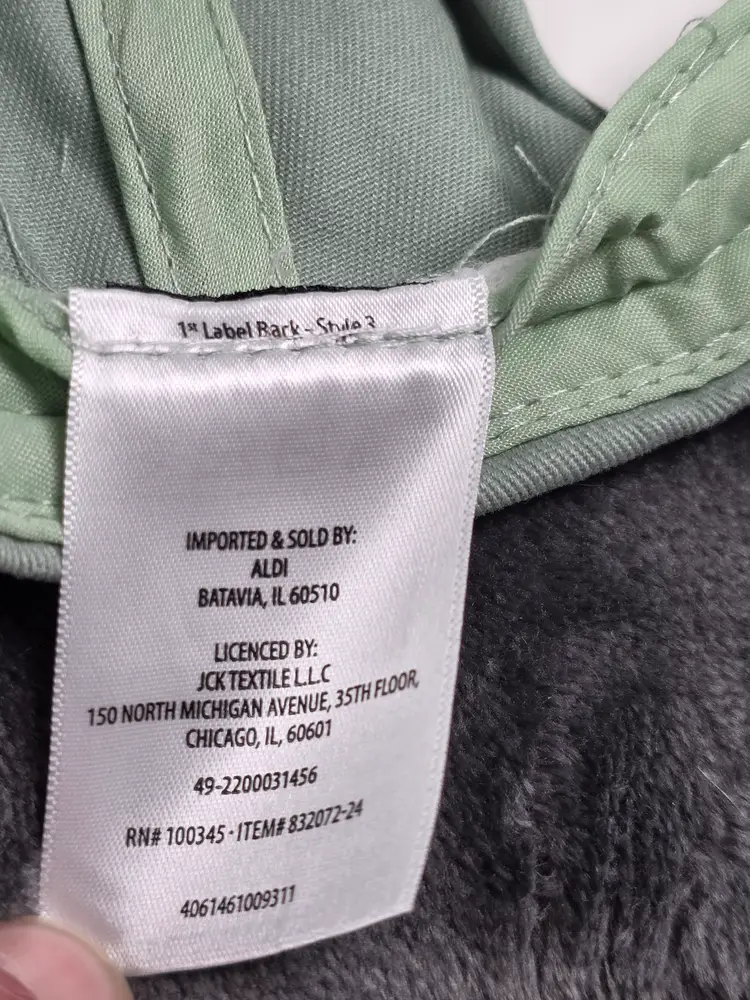 1st Label Back - Style 3
IMPORTED & SOLD BY:
ALDI
BATAVIA, IL 60510
LICENCED BY:
JCK TEXTILE L.L.C
150 NORTH MICHIGAN AVENUE, 35TH FLOOR,
CHICAGO, IL, 60601
49-2200031456
RN# 100345 · ITEM# 832072-24
4061461009311